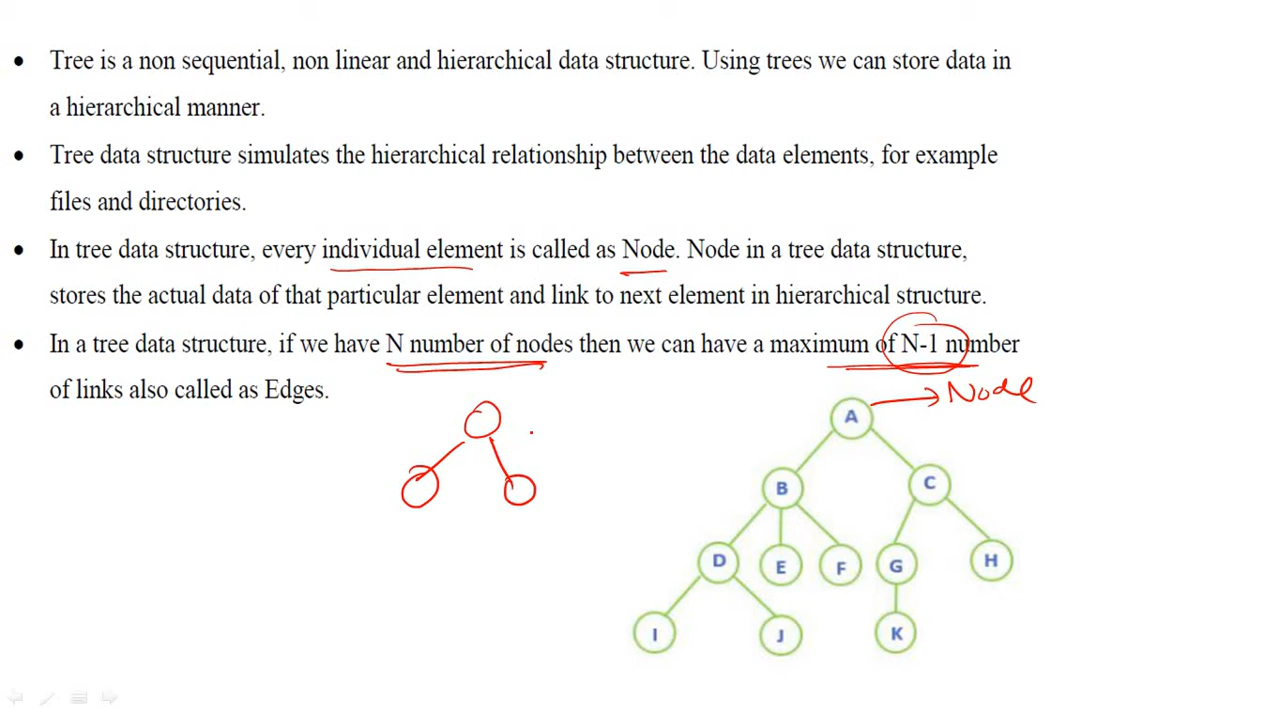 • Tree is a non sequential, non linear and hierarchical data structure. Using trees we can store data in
a hierarchical manner.
• Tree data structure simulates the hierarchical relationship between the data elements, for example
files and directories.
• In tree data structure, every individual element is called as Node. Node in a tree data structure,
stores the actual data of that particular element and link to next element in hierarchical structure.
• In a tree data structure, if we have N number of nodes then we can have a maximum of N-1 number
of links also called as Edges.
Node
A
B
C
D
E
F
G
H
I
J
K